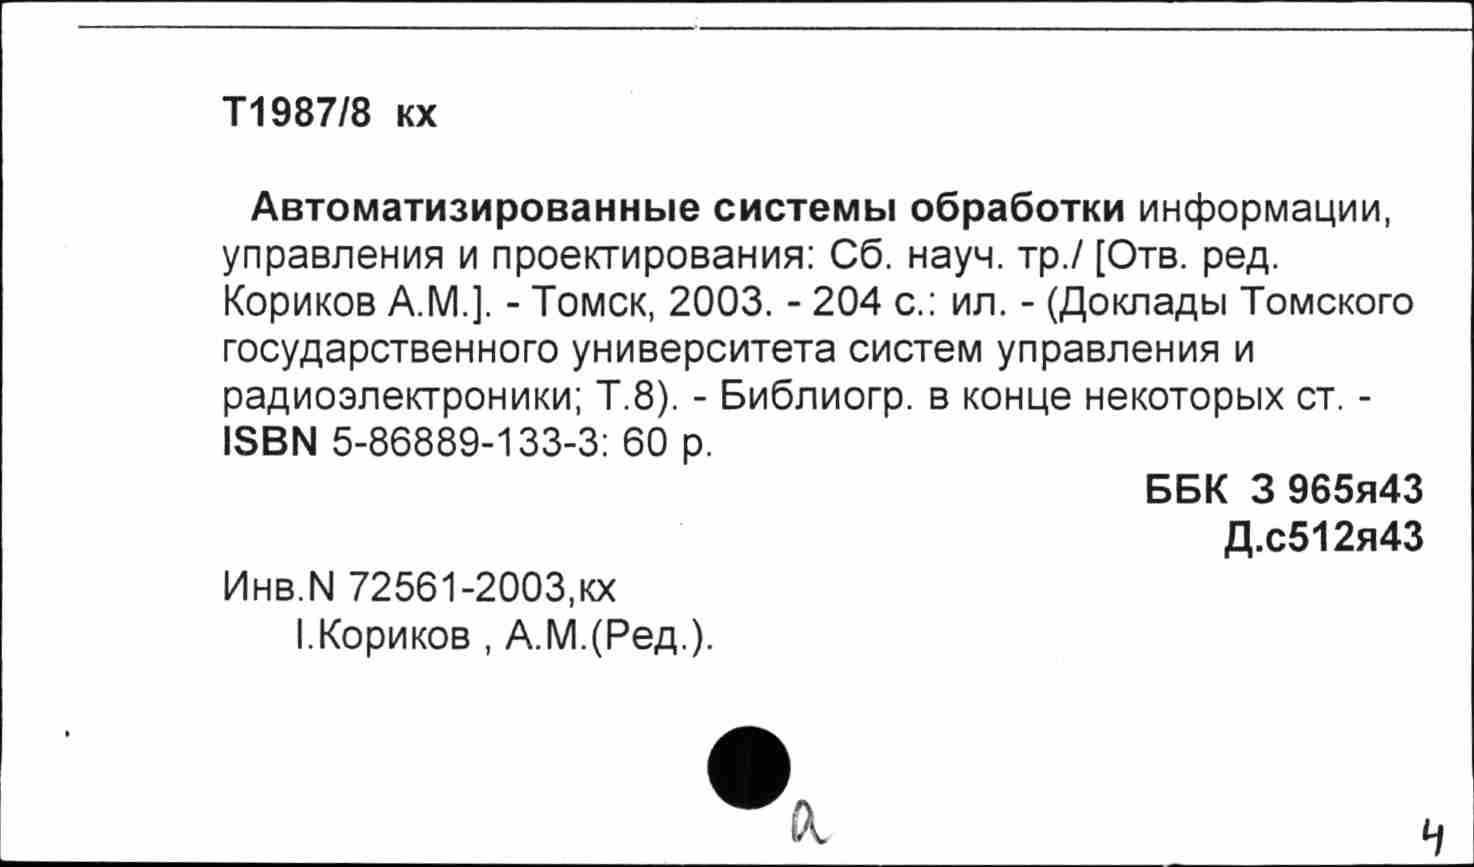 Т1987/8 кх
Автоматизированные системы обработки информации,
управления и проектирования: Сб. науч. тр./ [Отв. ред.
Кориков А.М.]. - Томск, 2003. - 204 с.: ил. - (Доклады Томского
государственного университета систем управления и
радиоэлектроники; Т.8). - Библиогр. в конце некоторых ст. -
ISBN 5-86889-133-3: 60 р.
ББК З 965я43
Д.с512я43
Инв.N 72561-2003,кх
I.Кориков , А.М.(Ред.).
а
4